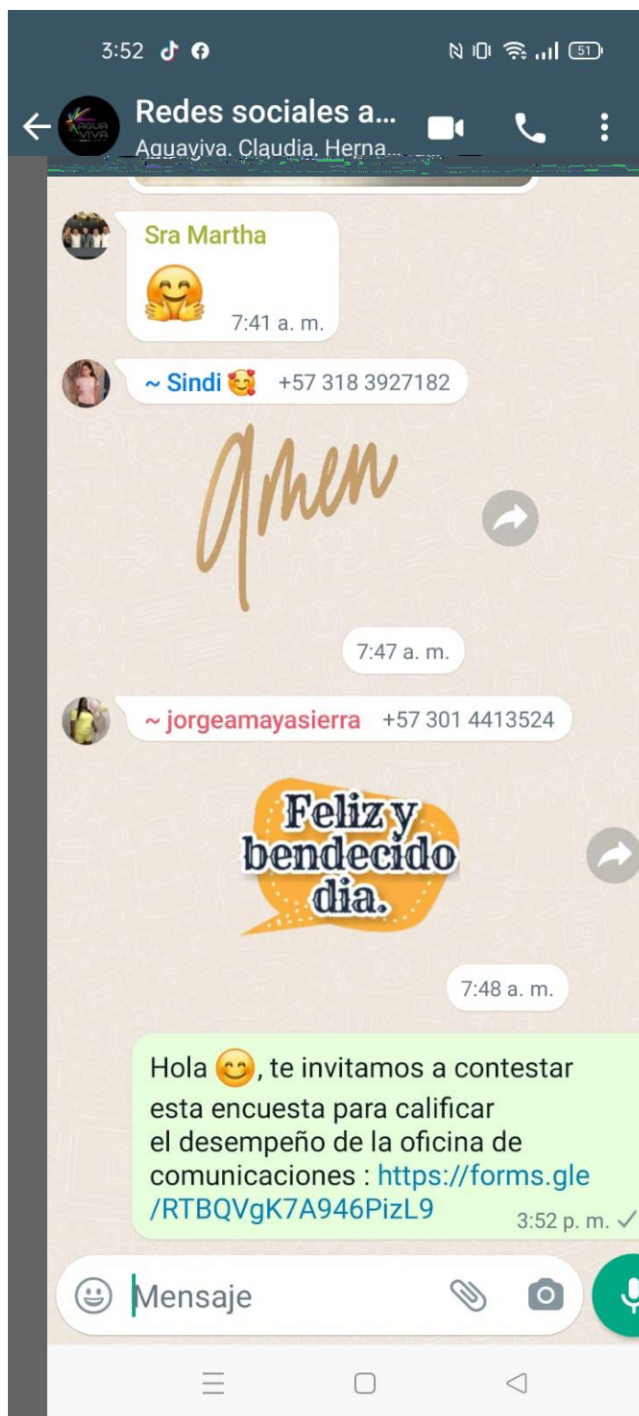 3:52
51
Redes sociales a...
AGUA
VIVA
Aguaviva, Claudia, Herna...
Sra Martha
7:41 a. m.
~ Sindi 🥰 +57 318 3927182
amen
7:47 a. m.
~ jorgeamayasierra +57 301 4413524
Feliz y
bendecido
dia.
7:48 a. m.
Hola 😊, te invitamos a contestar
esta encuesta para calificar
el desempeño de la oficina de
comunicaciones : https://forms.gle
/RTBQVgK7A946PizL9
3:52 p. m.
Mensaje